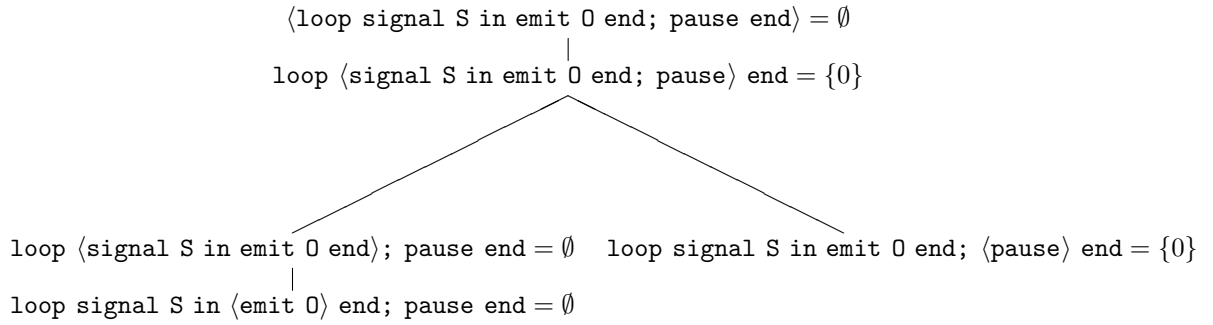 ⟨loop signal S in emit O end; pause end⟩ = ∅
loop ⟨signal S in emit O end; pause⟩ end = {0}
loop ⟨signal S in emit O end⟩; pause end = ∅
loop signal S in emit O end; ⟨pause⟩ end = {0}
loop signal S in ⟨emit O⟩ end; pause end = ∅